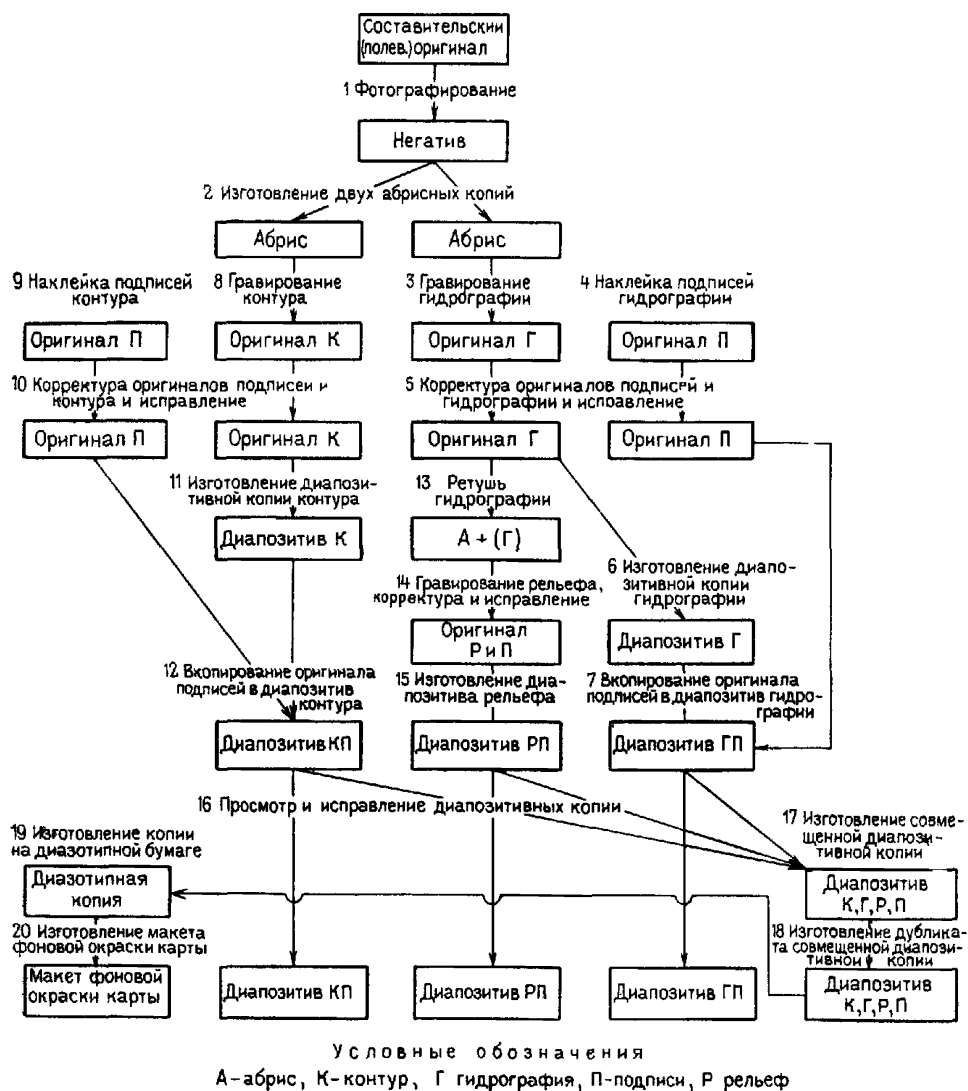 Составительский
(полев.) оригинал
1 Фотографирование
Негатив
2 Изготовление двух абрисных копий
Абрис
Абрис
9 Наклейка подписей
контура
8 Гравирование
контура
3 Гравирование
гидрографии
4 Наклейка подписей
гидрографии
Оригинал П
Оригинал К
Оригинал Г
Оригинал П
10 Корректура оригиналов подписеи и
контура и исправление
5 Корректура оригиналов подписей и
гидрографии и исправление
Оригинал П
Оригинал К
Оригинал Г
Оригинал П
11 Изготовление диапози-
тивной копии контура
13 Ретушь
гидрографии
Диапозитив К
А + (Г)
6 Изготовление диапо-
зитивной копии
гидрографии
14 Гравирование рельефа,
корректура и исправление
Оригинал
Р и П
Диапозитив Г
12 Вкопирование оригинала
подписей в диапозитив
контура
15 Изготовление диа-
позитива рельефа
7 Вкопирование оригинала
подписей в диапозитив гидро-
графии
Диапозитив КП
Диапозитив РП
Диапозитив ГП
16 Просмотр и исправление диапозитивных копии
17 Изготовление совме-
щенной диапози-
тивной копии
19 Изготовление копии
на диазотипной бумаге
Диазотипная
копия
Диапозитив
К,Г,Р,П
20 Изготовление макета
фоновой окраски карты
18 Изготовление дублика-
та совмещенной диапози-
тивной копии
Макет фоновой
окраски карты
Диапозитив КП
Диапозитив РП
Диапозитив ГП
Диапозитив
К,Г,Р,П
Условные обозначения
А-абрис, К-контур, Г гидрография, П-подписи, Р рельеф